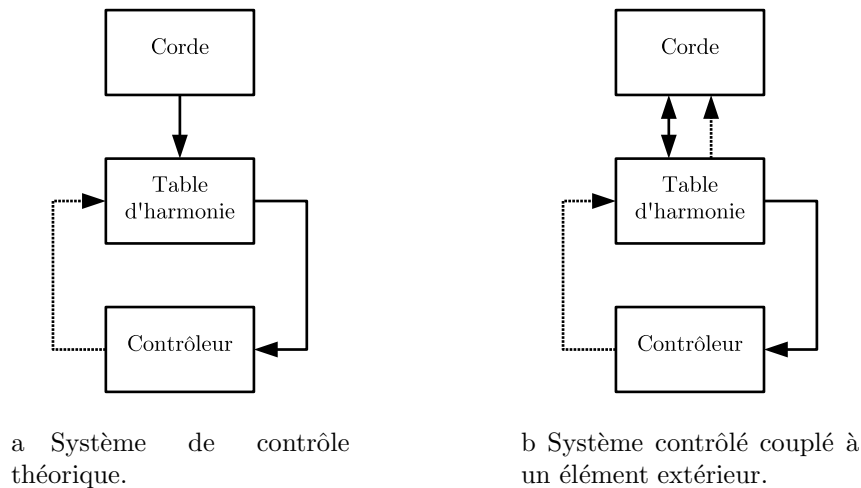 Corde
Table
d'harmonie
Contrôleur
a Système de contrôle
théorique.
Corde
Table
d'harmonie
Contrôleur
b Système contrôlé couplé à
un élément extérieur.